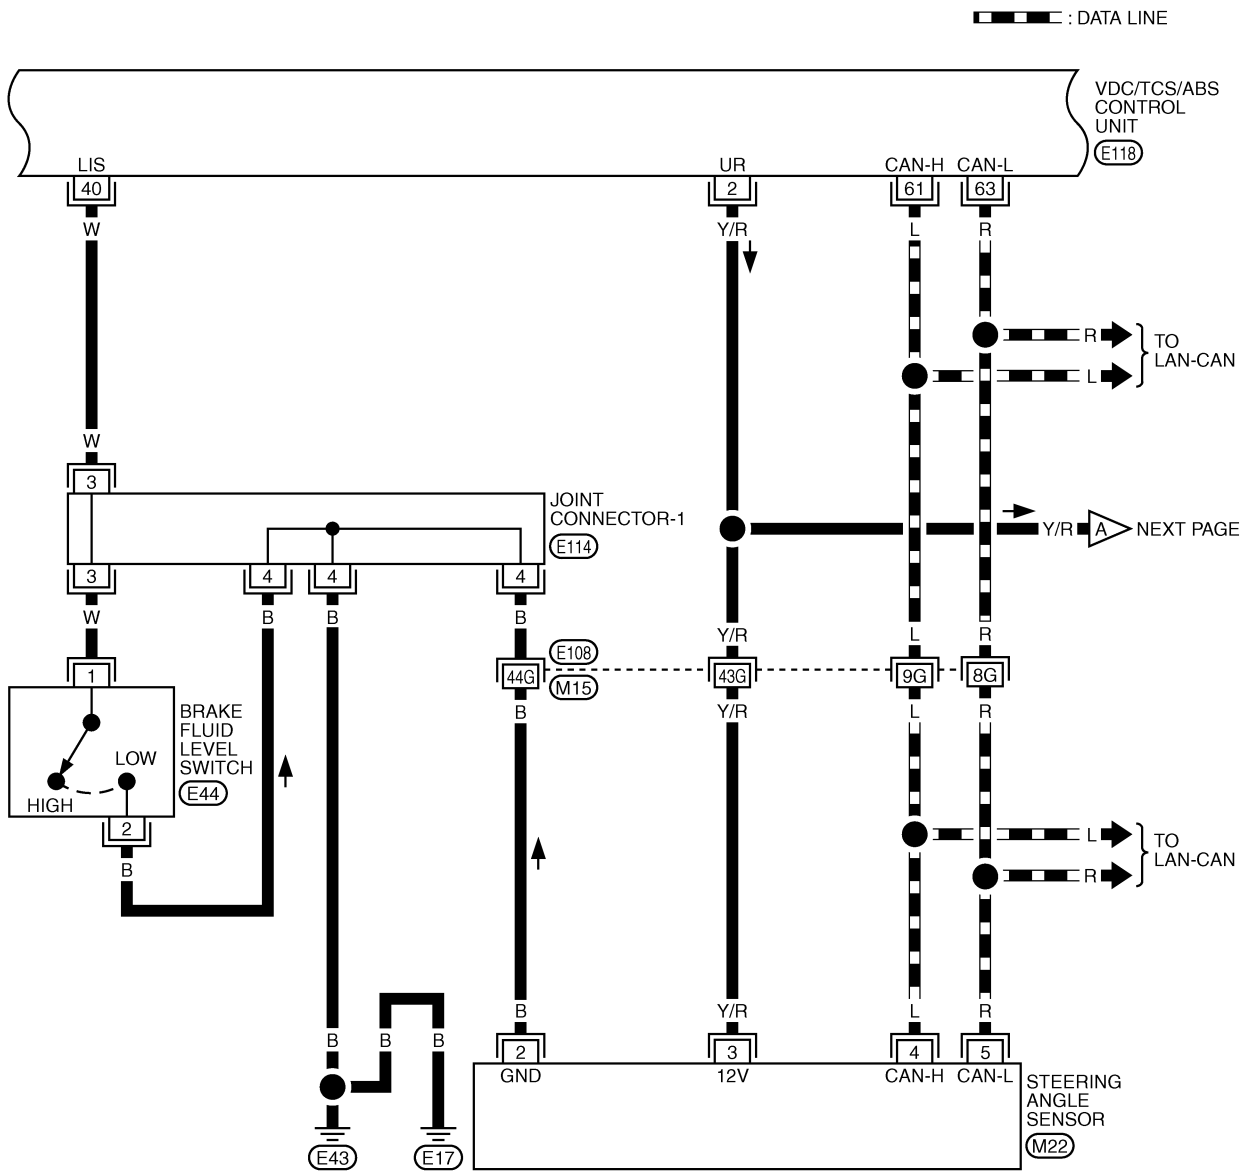 : DATA LINE
VDC/TCS/ABS
CONTROL
UNIT
E118
LIS
UR
CAN-H
CAN-L
40
2
61
63
W
Y/R
L
R
R
L
TO
LAN-CAN
W
3
JOINT
CONNECTOR-1
E114
Y/R
A
NEXT PAGE
3
4
4
4
W
B
B
B
Y/R
L
R
E108
1
44G
43G
9G
8G
M15
B
Y/R
L
R
BRAKE
FLUID
LEVEL
SWITCH
E44
LOW
HIGH
2
B
L
R
TO
LAN-CAN
B
Y/R
L
R
B
B
B
2
3
4
5
GND
12V
CAN-H
CAN-L
STEERING
ANGLE
SENSOR
M22
E43
E17